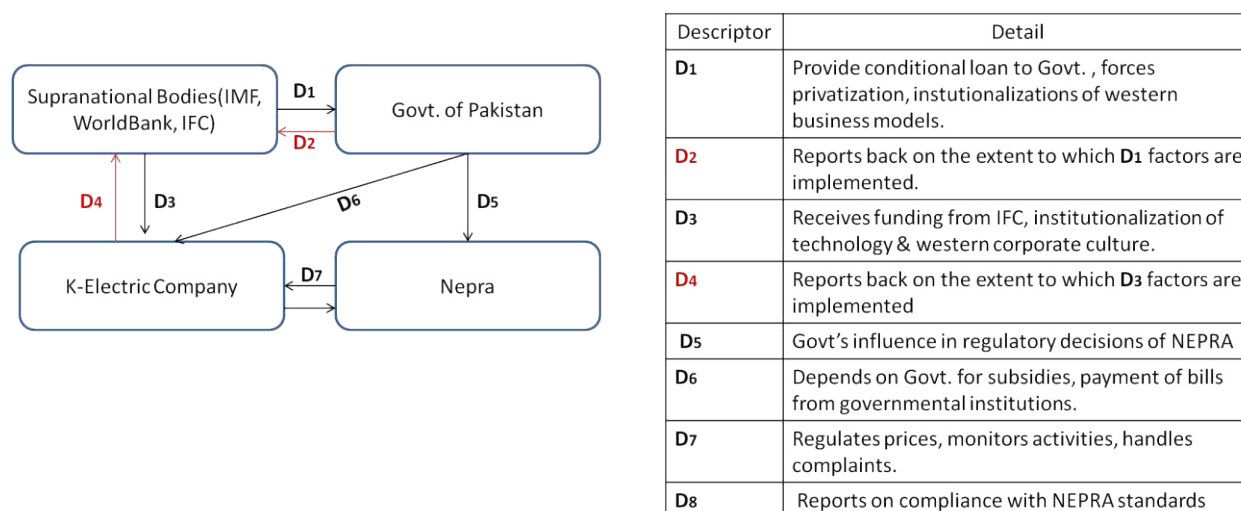 Supranational Bodies(IMF,
WorldBank, IFC)
D1
D2
Govt. of Pakistan
D4
D3
D6
D5
K-Electric Company
D7
Nepra
Descriptor Detail
D1 Provide conditional loan to Govt. , forces
privatization, instutionalizations of western
business models.
D2 Reports back on the extent to which D1 factors are
implemented.
D3 Receives funding from IFC, institutionalization of
technology & western corporate culture.
D4 Reports back on the extent to which D3 factors are
implemented
D5 Govt's influence in regulatory decisions of NEPRA
D6 Depends on Govt. for subsidies, payment of bills
from governmental institutions.
D7 Regulates prices, monitors activities, handles
complaints.
D8 Reports on compliance with NEPRA standards